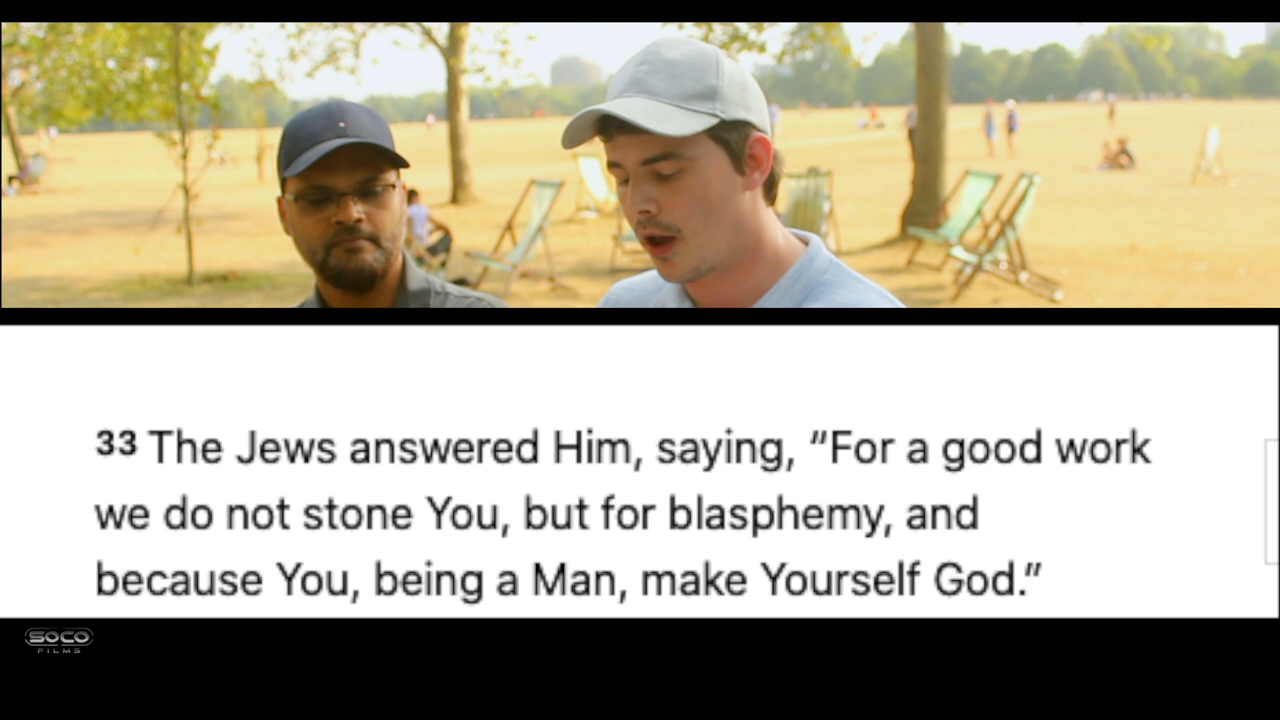 33 The Jews answered Him, saying, “For a good work
we do not stone You, but for blasphemy, and
because You, being a Man, make Yourself God.”
SOCO
FILMS